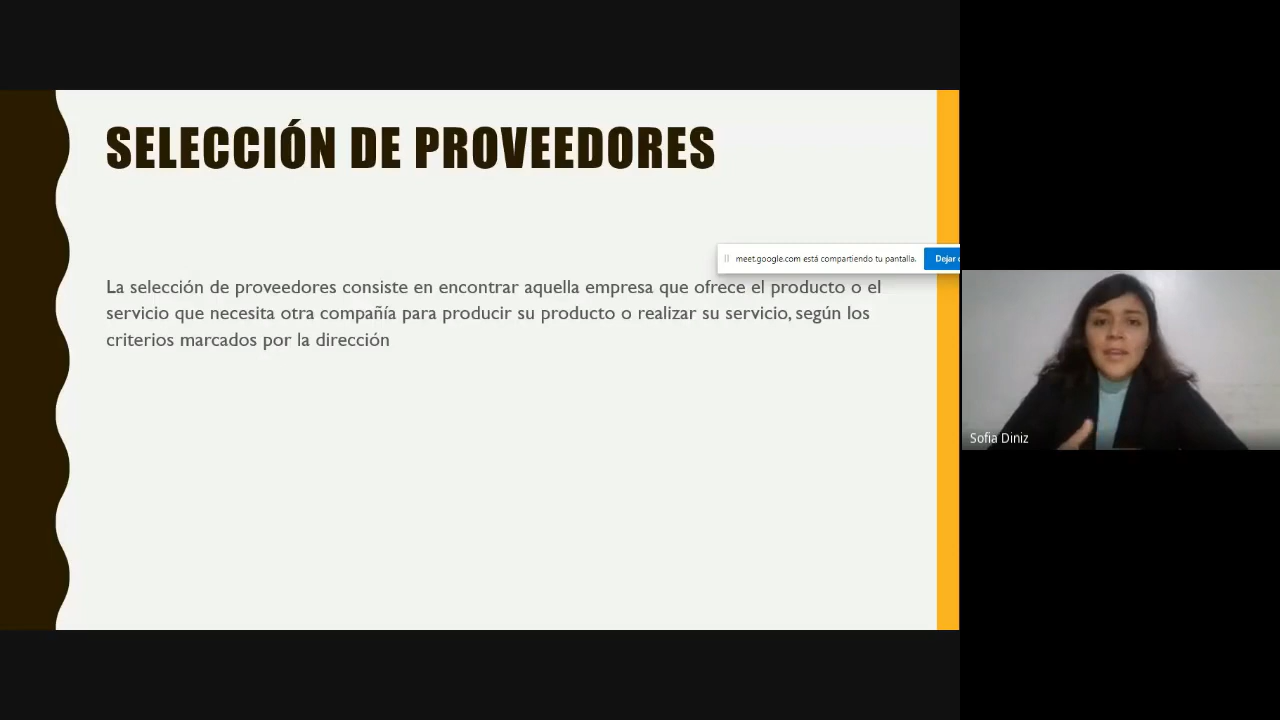 SELECCIÓN DE PROVEEDORES
meet.google.com está compartiendo tu pantalla.
Dejar
La selección de proveedores consiste en encontrar aquella empresa que ofrece el producto o el
servicio que necesita otra compañía para producir su producto o realizar su servicio, según los
criterios marcados por la dirección
Sofia Diniz